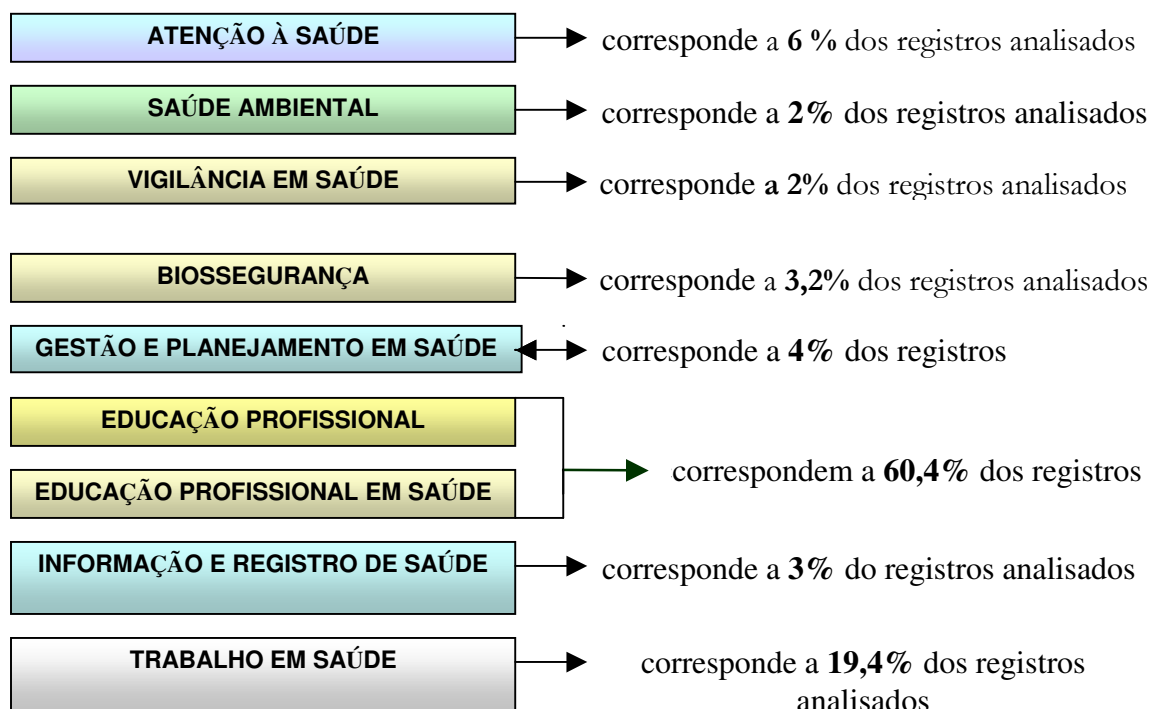 ATENÇÃO À SAÚDE corresponde a 6 % dos registros analisados
SAÚDE AMBIENTAL corresponde a 2% dos registros analisados
VIGILÂNCIA EM SAÚDE corresponde a 2% dos registros analisados
BIOSSEGURANÇA corresponde a 3,2% dos registros analisados
GESTÃO E PLANEJAMENTO EM SAÚDE corresponde a 4% dos registros
EDUCAÇÃO PROFISSIONAL
EDUCAÇÃO PROFISSIONAL EM SAÚDE
correspondem a 60,4% dos registros
INFORMAÇÃO E REGISTRO DE SAÚDE corresponde a 3% do registros analisados
TRABALHO EM SAÚDE corresponde a 19,4% dos registros
analisados